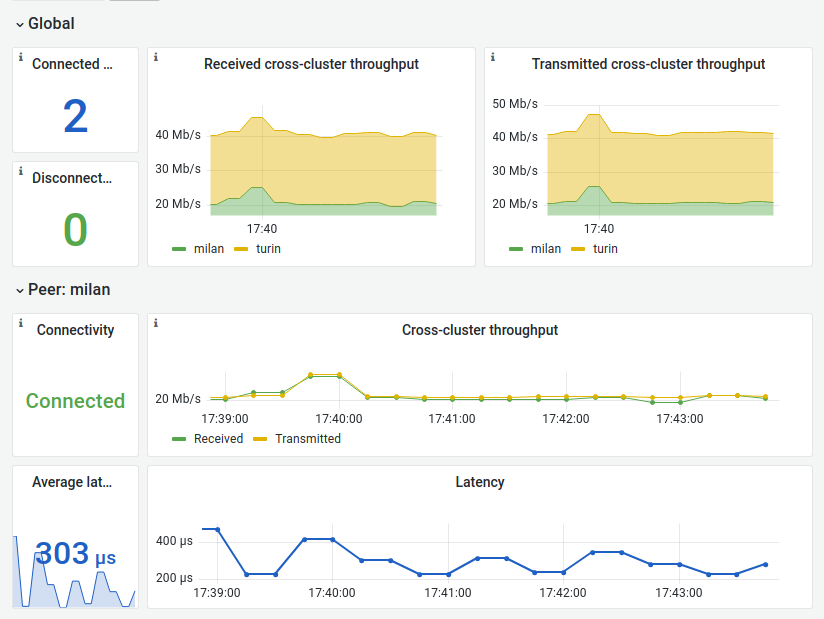 Global
Connected ...
2
Disconnect...
0
Received cross-cluster throughput
40 Mb/s
30 Mb/s
20 Mb/s
17:40
milan turin
Transmitted cross-cluster throughput
50 Mb/s
40 Mb/s
30 Mb/s
20 Mb/s
17:40
milan turin
Peer: milan
Connectivity
Connected
Cross-cluster throughput
20 Mb/s
17:39:00 17:40:00 17:41:00 17:42:00 17:43:00
Received Transmitted
Average lat...
303 µs
Latency
400 µs
200 µs
17:39:00 17:40:00 17:41:00 17:42:00 17:43:00